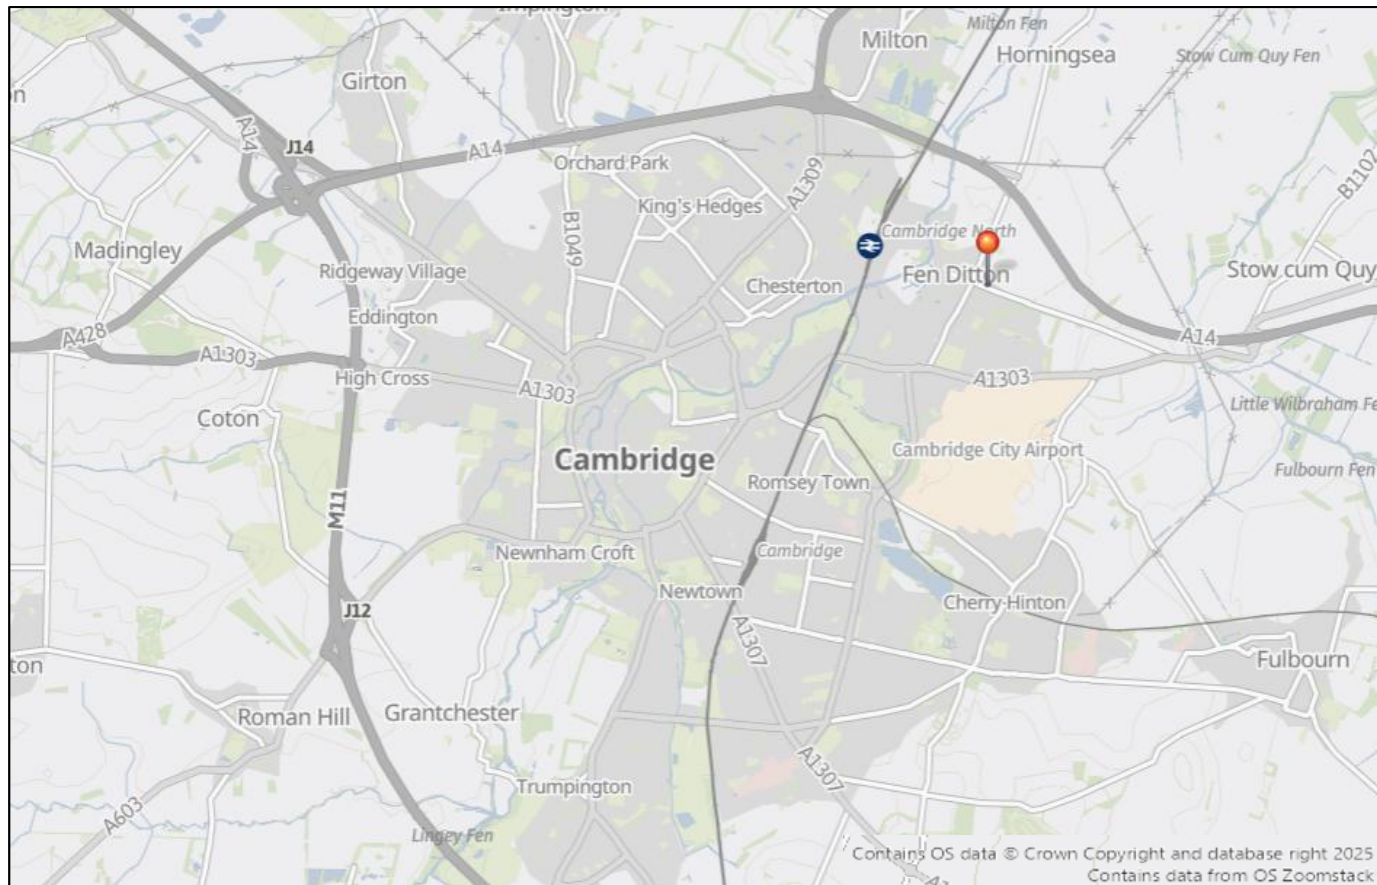 Impington
Milton
Milton Fen
Horningsea
Stow Cum Quy Fen
Girton
on
A14
J14
A14
Orchard Park
A1309
B1102
King's Hedges
B1049
Cambridge North
Madingley
Ridgeway Village
Chesterton
Fen Ditton
Stow cum Quy
Eddington
A428
A1303
A14
High Cross
A1303
A1303
Coton
Little Wilbraham Fe
Cambridge
Cambridge City Airport
Fulbourn Fen
Romsey Town
M11
Newnham Croft
Cambridge
Newtown
Cherry Hinton
J12
A1307
ton
Fulbourn
Roman Hill
Grantchester
A1307
Trumpington
A603
Lingey Fen
Contains OS data © Crown Copyright and database right 2025
Contains data from OS Zoomstack